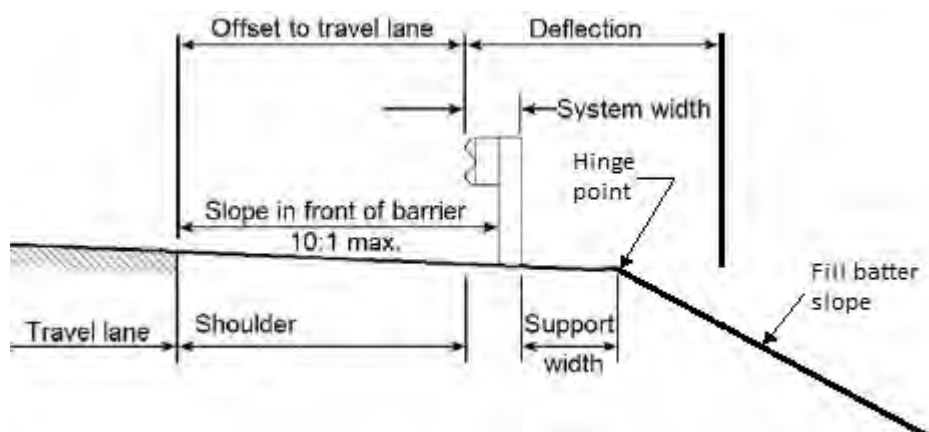 Offset to travel lane
Deflection
System width
Hinge
point
Slope in front of barrier
10:1 max.
Fill batter
slope
Travel lane
Shoulder
Support
width